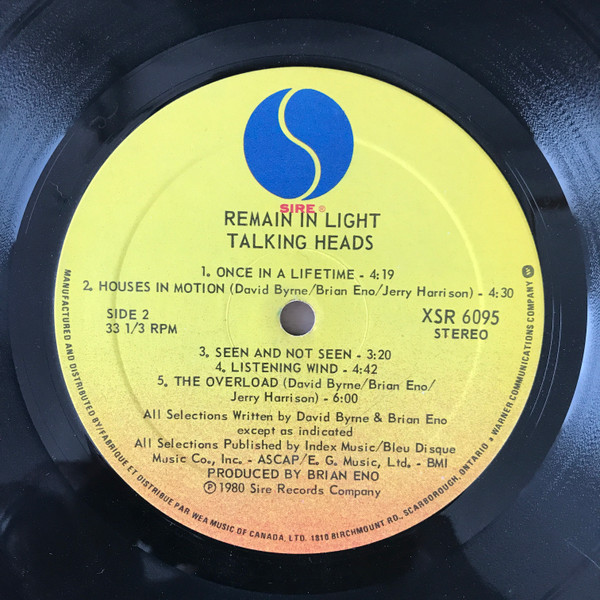 SIRE®
REMAIN IN LIGHT
TALKING HEADS
1. ONCE IN A LIFETIME - 4:19
2. HOUSES IN MOTION (David Byrne/Brian Eno/Jerry Harrison) - 4:30
SIDE 2
33 1/3 RPM
XSR 6095
STEREO
3. SEEN AND NOT SEEN - 3:20
4. LISTENING WIND - 4:42
5. THE OVERLOAD (David Byrne/Brian Eno/
Jerry Harrison) - 6:00
All Selections Written by David Byrne & Brian Eno
except as indicated
All Selections Published by Index Music/Bleu Disque
Music Co., Inc. - ASCAP/E. G. Music, Ltd. - BMI
PRODUCED BY BRIAN ENO
℗ 1980 Sire Records Company
MANUFACTURED AND DISTRIBUTED BY/FABRIQUE ET DISTRIBUE PAR WEA MUSIC OF CANADA, LTD. 1810 BIRCHMOUNT RD., SCARBOROUGH, ONTARIO A WARNER COMMUNICATIONS COMPANY